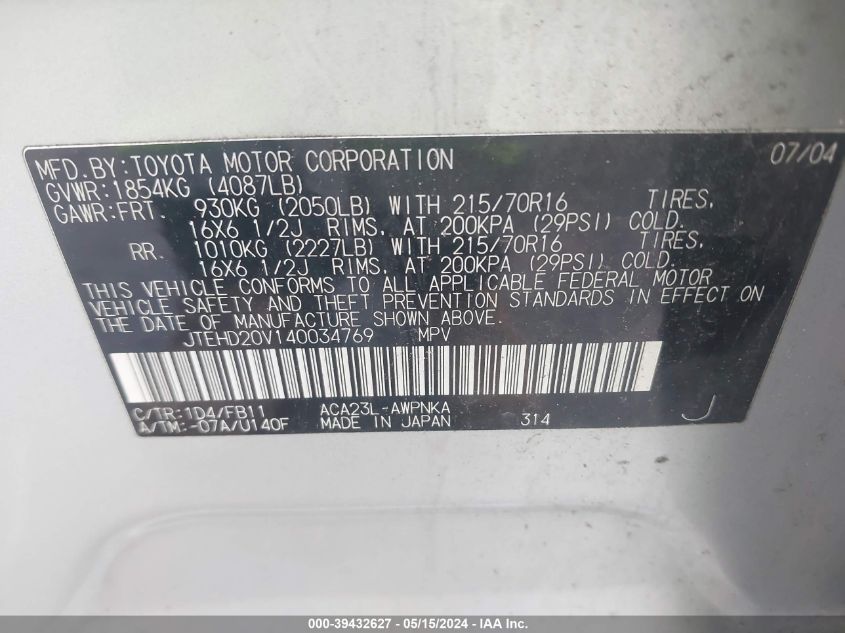 MFD.BY:TOYOTA MOTOR CORPORATION 07/04
GVWR:1854KG (4087LB)
GAWR:FRT. 930KG (2050LB) WITH 215/70R16 TIRES,
16X6 1/2J RIMS, AT 200KPA (29PSI) COLD.
RR. 1010KG (2227LB) WITH 215/70R16 TIRES,
16X6 1/2J RIMS, AT 200KPA (29PSI) COLD.
THIS VEHICLE CONFORMS TO ALL APPLICABLE FEDERAL MOTOR
VEHICLE SAFETY AND THEFT PREVENTION STANDARDS IN EFFECT ON
THE DATE OF MANUFACTURE SHOWN ABOVE.
JTEHD20V140034769 MPV
C/TR:1D4/FB11 ACA23L-AWPNKA J
A/TM:-07A/U140F MADE IN JAPAN 314
000-39432627 - 05/15/2024 - IAA Inc.